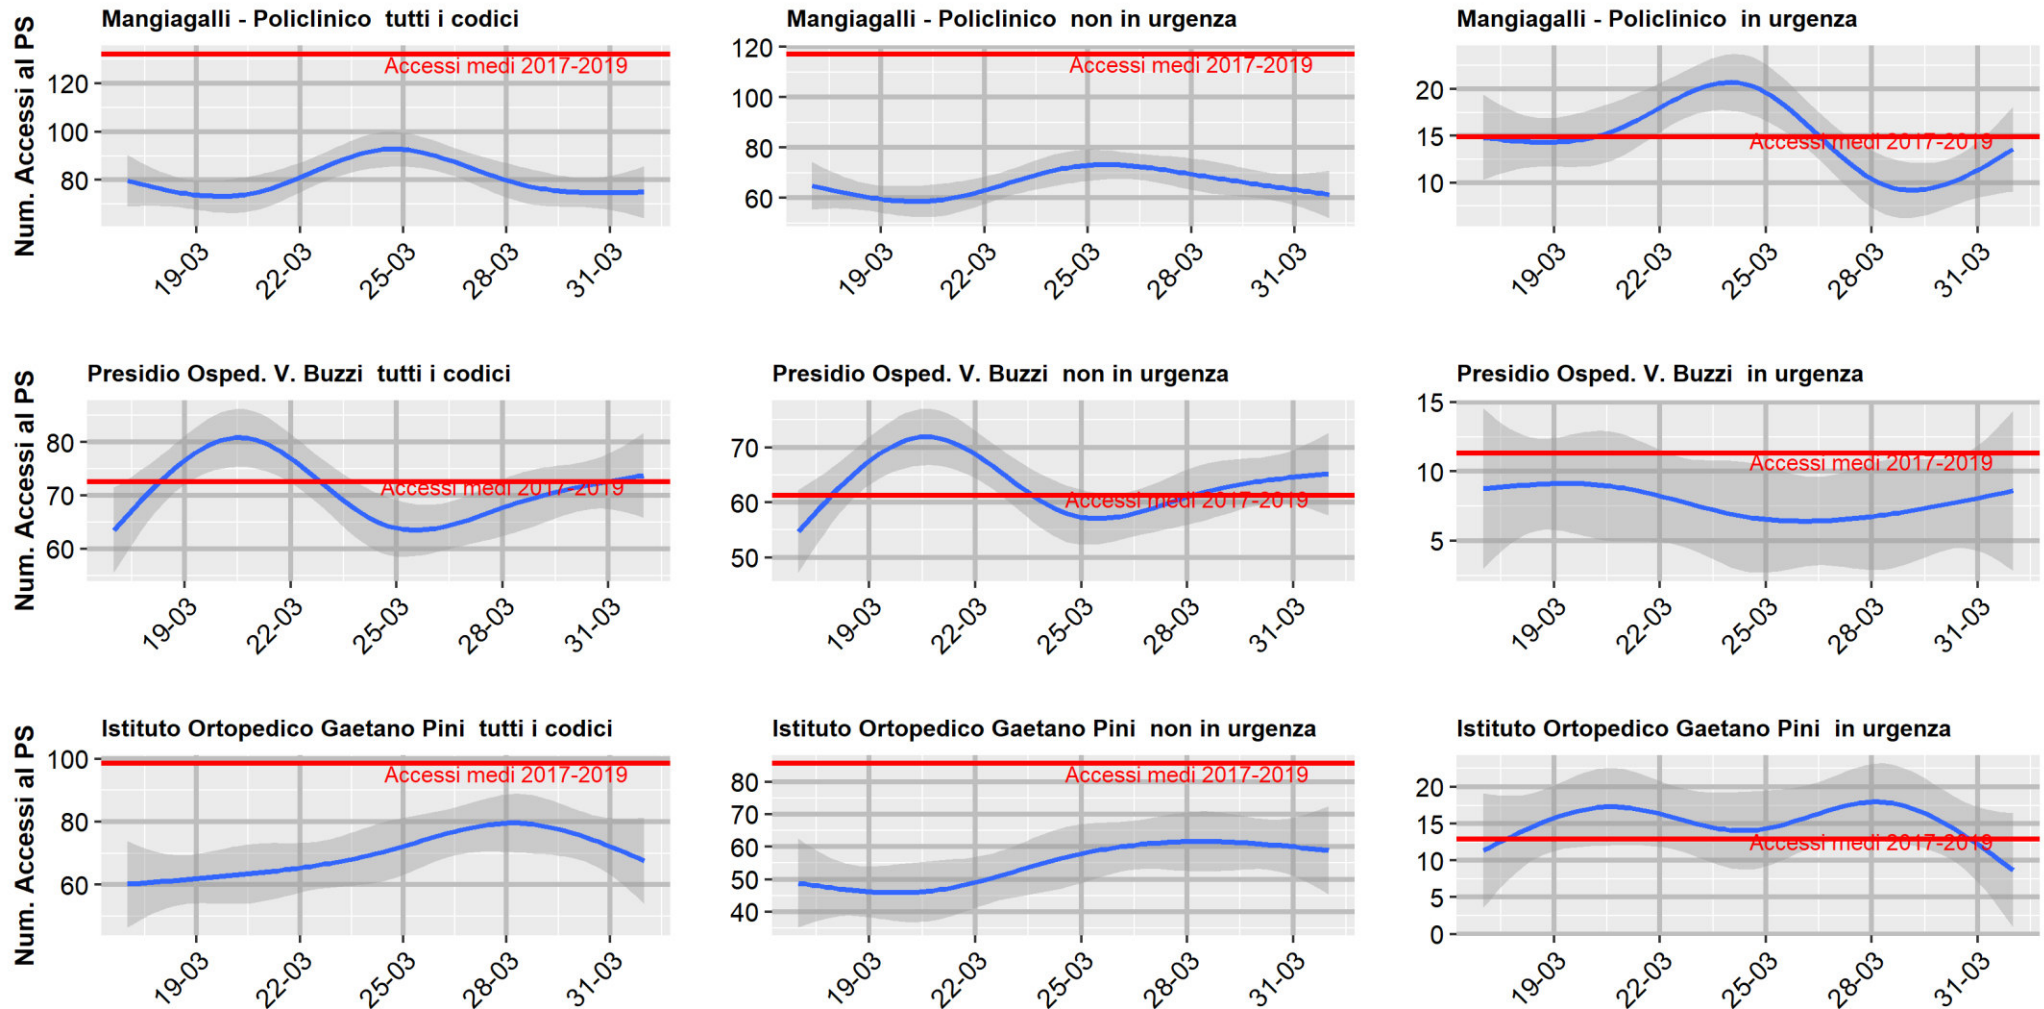 Mangiagalli - Policlinico tutti i codici
Num. Accessi al PS
120
100
80
Accessi medi 2017-2019
19-03 22-03 25-03 28-03 31-03
Mangiagalli - Policlinico non in urgenza
120
100
80
60
Accessi medi 2017-2019
19-03 22-03 25-03 28-03 31-03
Mangiagalli - Policlinico in urgenza
20
15
10
Accessi medi 2017-2019
19-03 22-03 25-03 28-03 31-03
Presidio Osped. V. Buzzi tutti i codici
Num. Accessi al PS
80
70
60
Accessi medi 2017-2019
19-03 22-03 25-03 28-03 31-03
Presidio Osped. V. Buzzi non in urgenza
70
60
50
Accessi medi 2017-2019
19-03 22-03 25-03 28-03 31-03
Presidio Osped. V. Buzzi in urgenza
15
10
5
Accessi medi 2017-2019
19-03 22-03 25-03 28-03 31-03
Istituto Ortopedico Gaetano Pini tutti i codici
Num. Accessi al PS
100
80
60
Accessi medi 2017-2019
19-03 22-03 25-03 28-03 31-03
Istituto Ortopedico Gaetano Pini non in urgenza
80
70
60
50
40
Accessi medi 2017-2019
19-03 22-03 25-03 28-03 31-03
Istituto Ortopedico Gaetano Pini in urgenza
20
15
10
5
0
Accessi medi 2017-2019
19-03 22-03 25-03 28-03 31-03